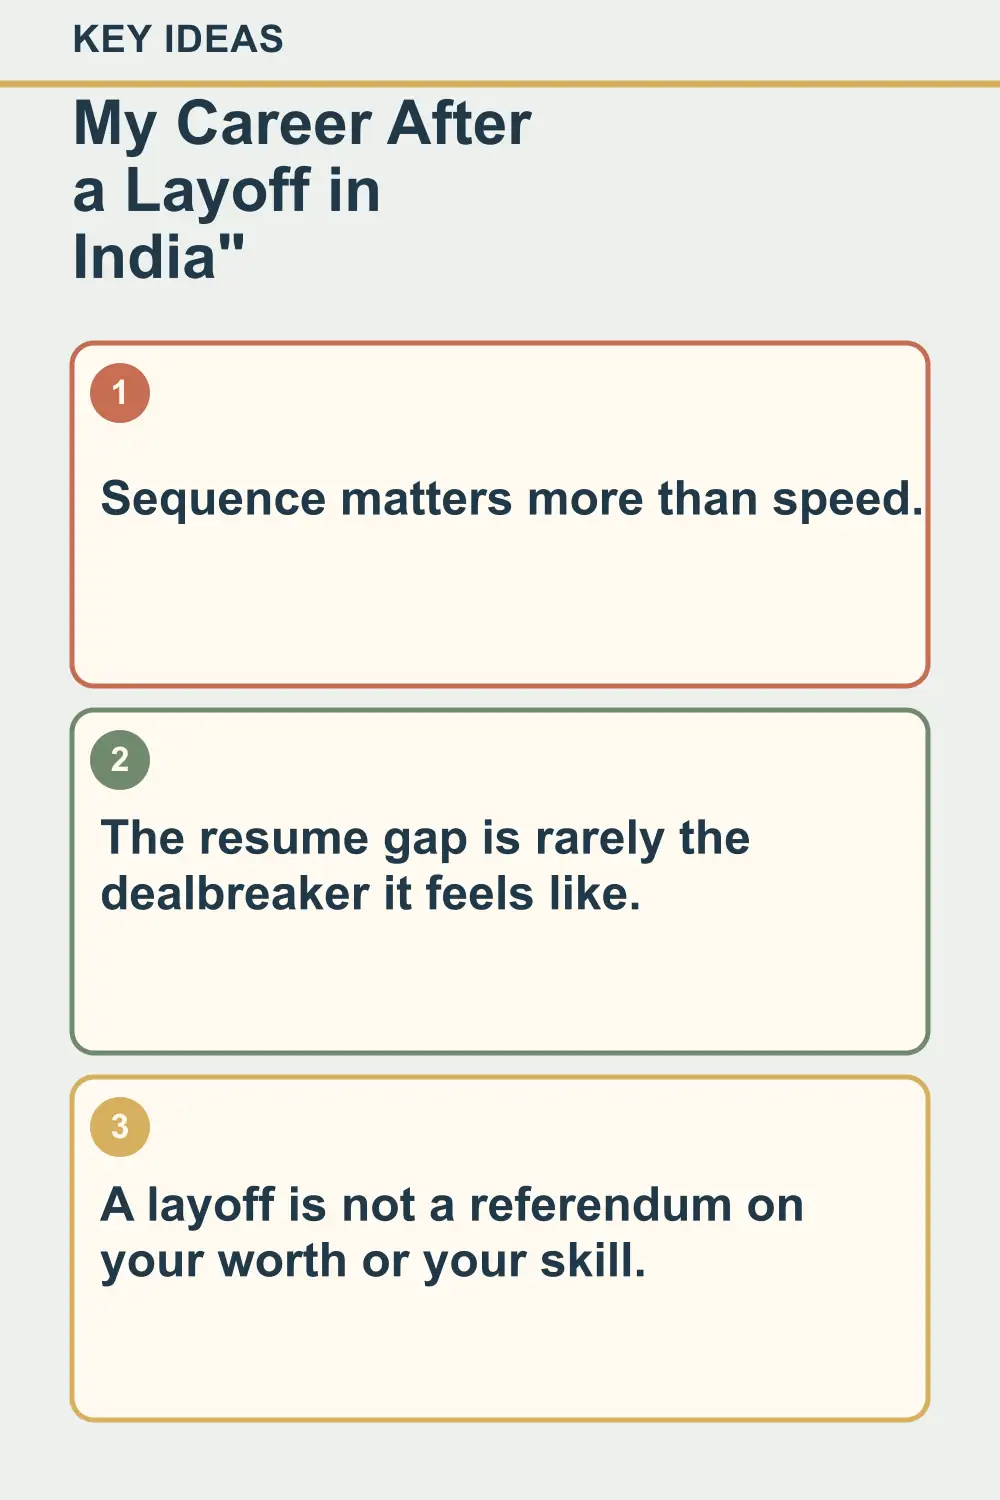 KEY IDEAS
My Career After
a Layoff in
India"
1
Sequence matters more than speed.
2
The resume gap is rarely the
dealbreaker it feels like.
3
A layoff is not a referendum on
your worth or your skill.